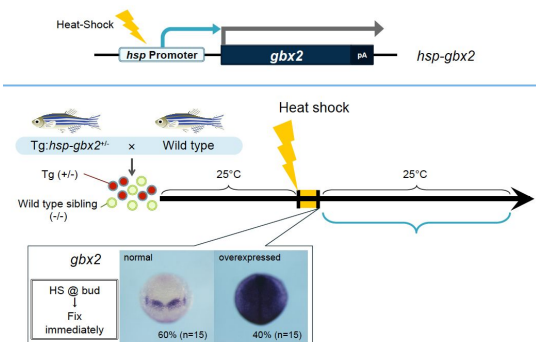 Heat-Shock
hsp Promoter
gbx2
pA
hsp-gbx2
Heat shock
Tg:hsp-gbx2+/-
×
Wild type
Tg (+/-)
25°C
25°C
Wild type sibling
(-/-)
gbx2
HS @ bud
↓
Fix
immediately
normal
60% (n=15)
overexpressed
40% (n=15)